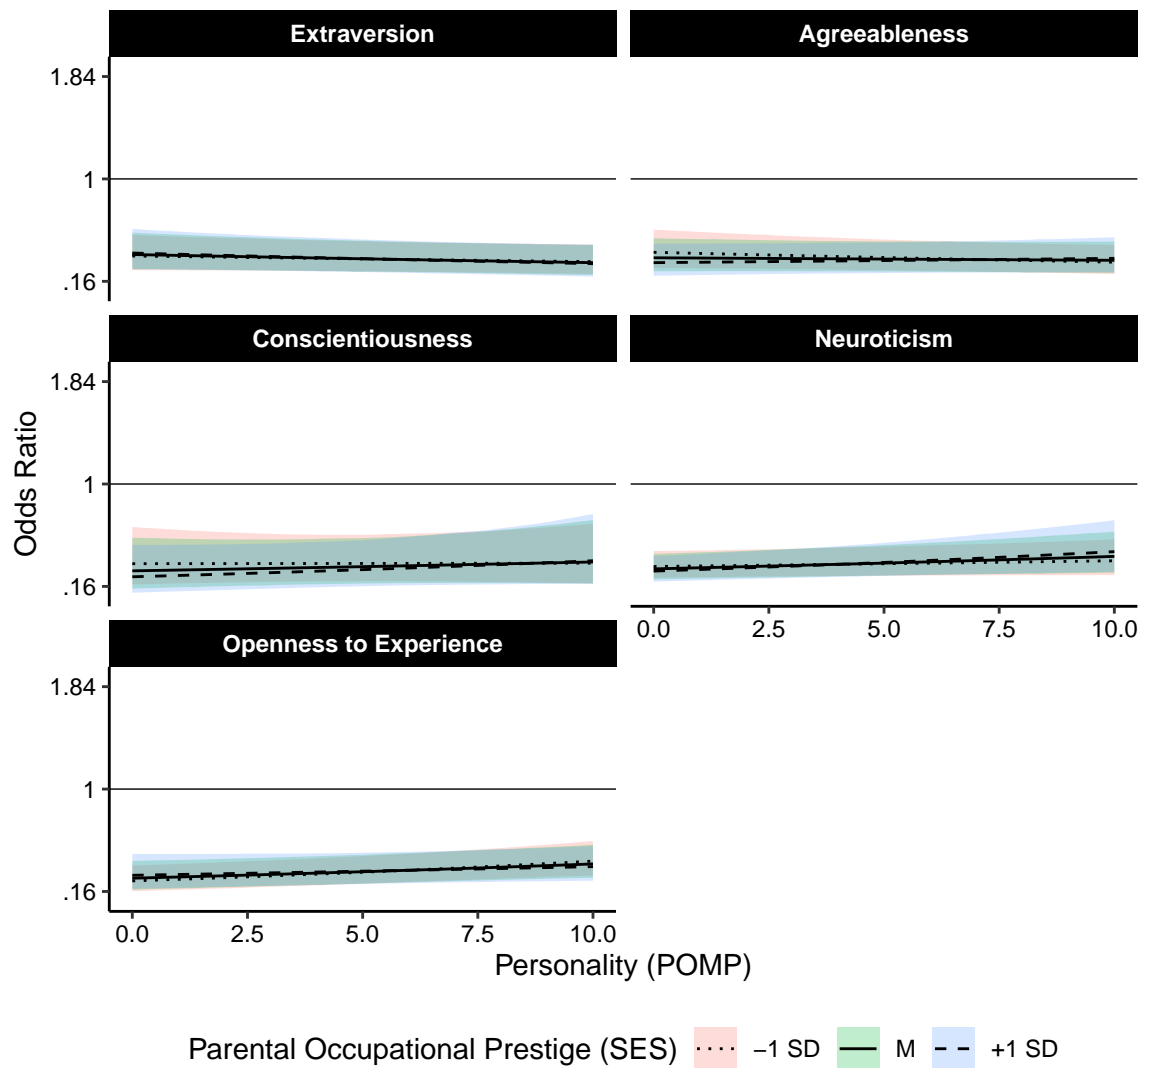 Extraversion
Agreeableness
1.84
1
.16
Conscientiousness
Neuroticism
1.84
1
.16
0.0 2.5 5.0 7.5 10.0
Openness to Experience
1.84
1
.16
0.0 2.5 5.0 7.5 10.0
Odds Ratio
Personality (POMP)
Parental Occupational Prestige (SES) −1 SD M +1 SD